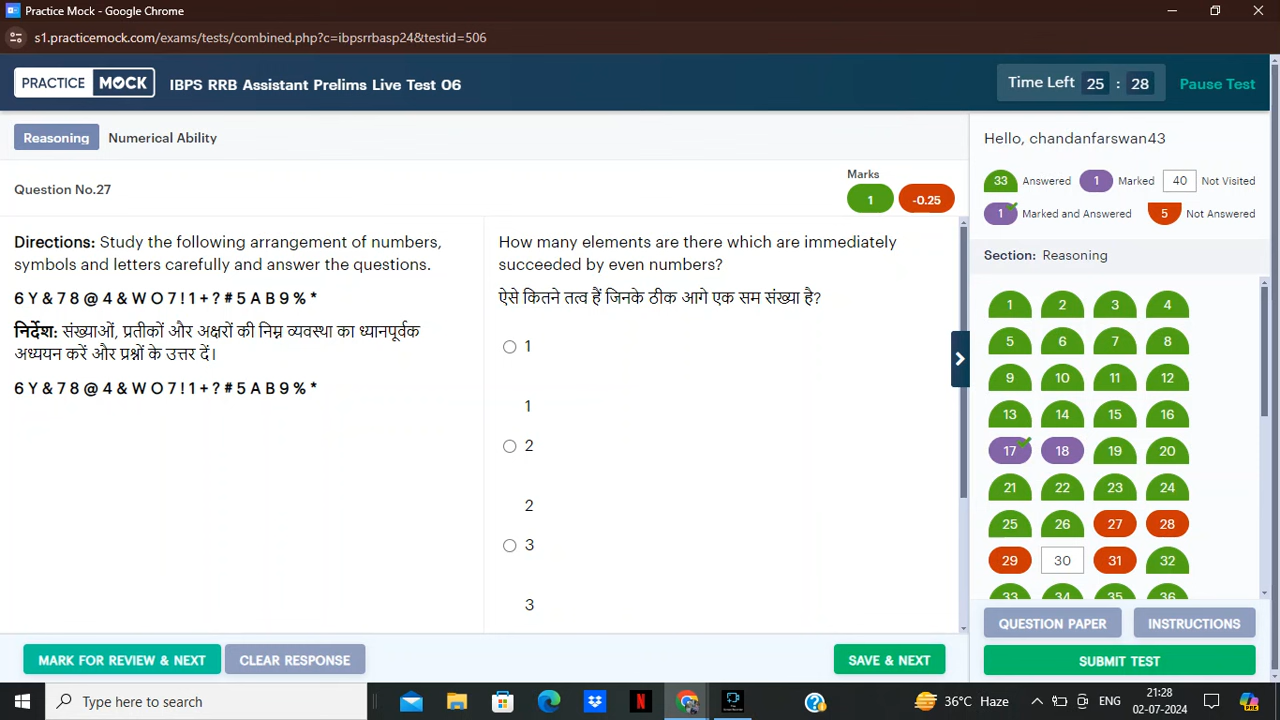 Practice Mock - Google Chrome
s1.practicemock.com/exams/tests/combined.php?c=ibpsrrbasp24&testid=506
PRACTICE MOCK
IBPS RRB Assistant Prelims Live Test 06
Time Left 25 : 28
Pause Test
Reasoning Numerical Ability
Question No.27
Marks
1 -0.25
Directions: Study the following arrangement of numbers,
symbols and letters carefully and answer the questions.
6 Y & 7 8 @ 4 & W O 7 ! 1 + ? # 5 A B 9 % *
निर्देश: संख्याओं, प्रतीकों और अक्षरों की निम्न व्यवस्था का ध्यानपूर्वक
अध्ययन करें और प्रश्नों के उत्तर दें।
6 Y & 7 8 @ 4 & W O 7 ! 1 + ? # 5 A B 9 % *
How many elements are there which are immediately
succeeded by even numbers?
ऐसे कितने तत्व हैं जिनके ठीक आगे एक सम संख्या है?
1
1
2
2
3
3
Hello, chandanfarswan43
33 Answered 1 Marked 40 Not Visited
1 Marked and Answered 5 Not Answered
Section: Reasoning
1 2 3 4
5 6 7 8
9 10 11 12
13 14 15 16
17 18 19 20
21 22 23 24
25 26 27 28
29 30 31 32
33 34 35 36
QUESTION PAPER INSTRUCTIONS
MARK FOR REVIEW & NEXT CLEAR RESPONSE SAVE & NEXT SUBMIT TEST
Type here to search
36°C Haze
ENG
21:28
02-07-2024